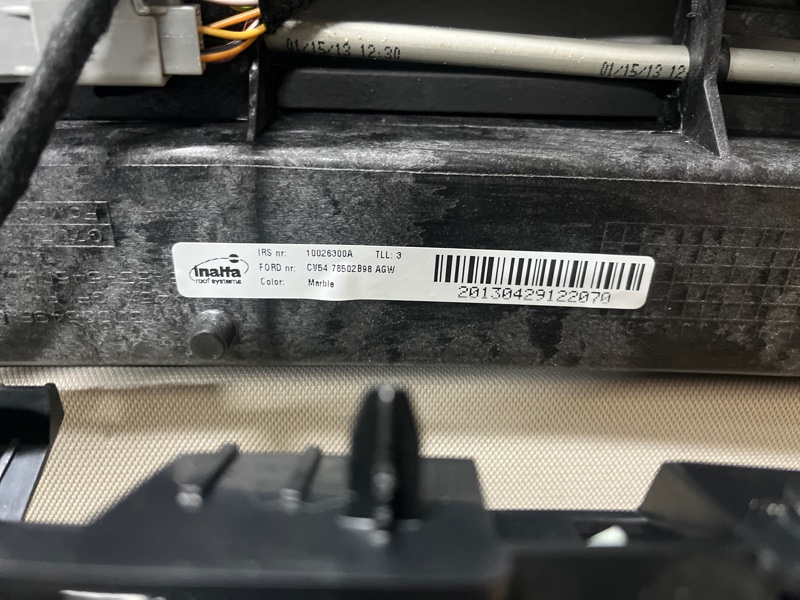 01/15/13 12:30
01/15/13 12
inalfa
roof systems
IRS nr: 10026300A TLL: 3
FORD nr: CV54 78502B98 AGW
Color: Marble
20130429122070